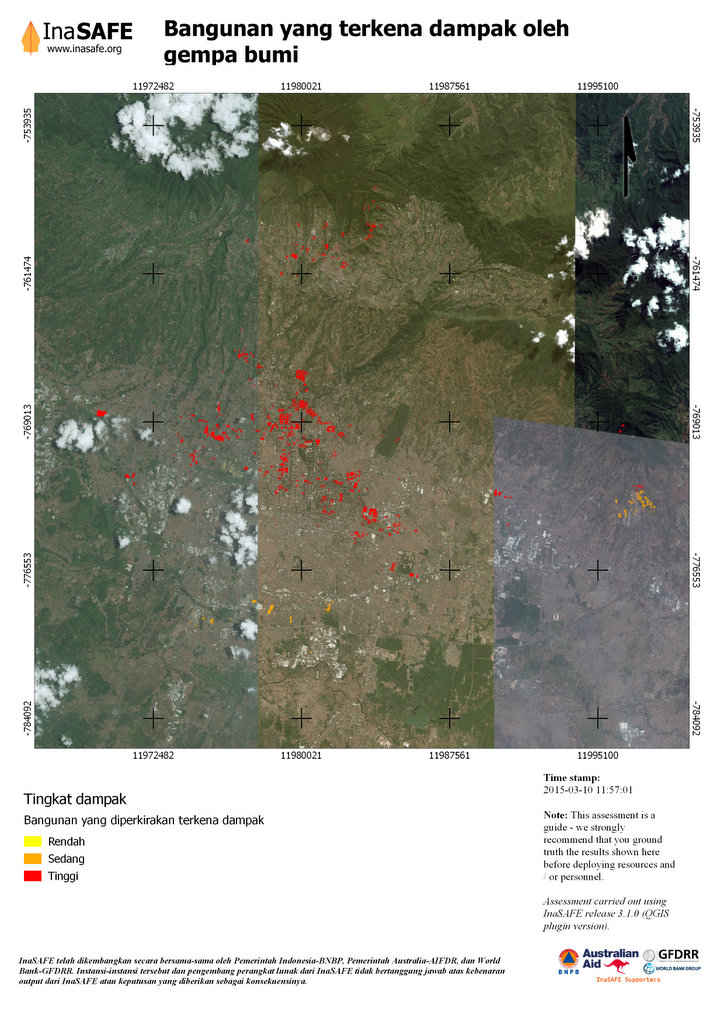 InaSAFE
www.inasafe.org
Bangunan yang terkena dampak oleh
gempa bumi
11972482 11980021 11987561 11995100
-753935 -753935
-761474 -761474
-769013 -769013
-776553 -776553
-784092 -784092
11972482 11980021 11987561 11995100
Tingkat dampak
Bangunan yang diperkirakan terkena dampak
Rendah
Sedang
Tinggi
Time stamp:
2015-03-10 11:57:01
Note: This assessment is a
guide - we strongly
recommend that you ground
truth the results shown here
before deploying resources and
/ or personnel.
Assessment carried out using
InaSAFE release 3.1.0 (QGIS
plugin version).
InaSAFE telah dikembangkan secara bersama-sama oleh Pemerintah Indonesia-BNBP, Pemerintah Australia-AIFDR, dan World
Bank-GFDRR. Instansi-instansi tersebut dan pengembang perangkat lunak dari InaSAFE tidak bertanggung jawab atas kebenaran
output dari InaSAFE atau keputusan yang diberikan sebagai konsekuensinya.
BNPB
Australian
Aid
GFDRR
WORLD BANK GROUP
InaSAFE Supporters